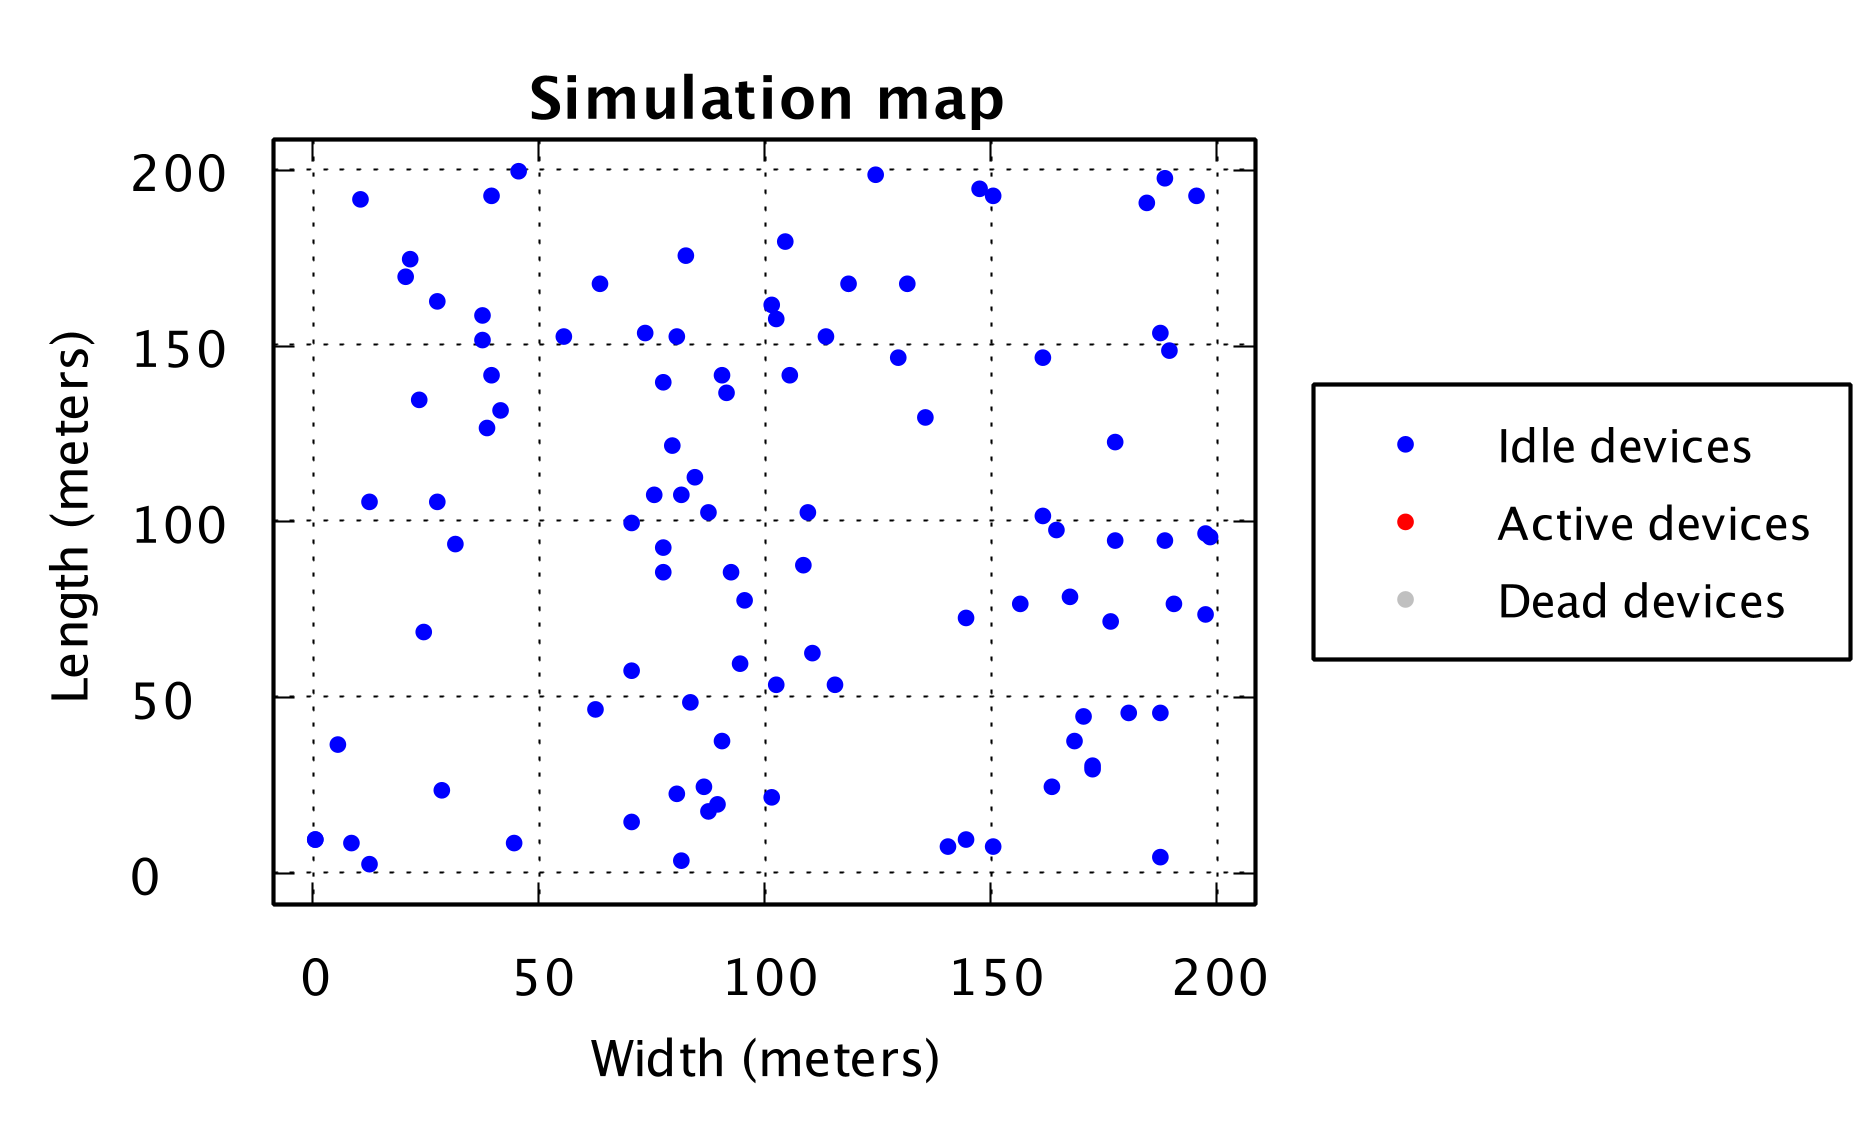 Simulation map
Length (meters)
200
150
100
50
0
0 50 100 150 200
Width (meters)
Idle devices
Active devices
Dead devices